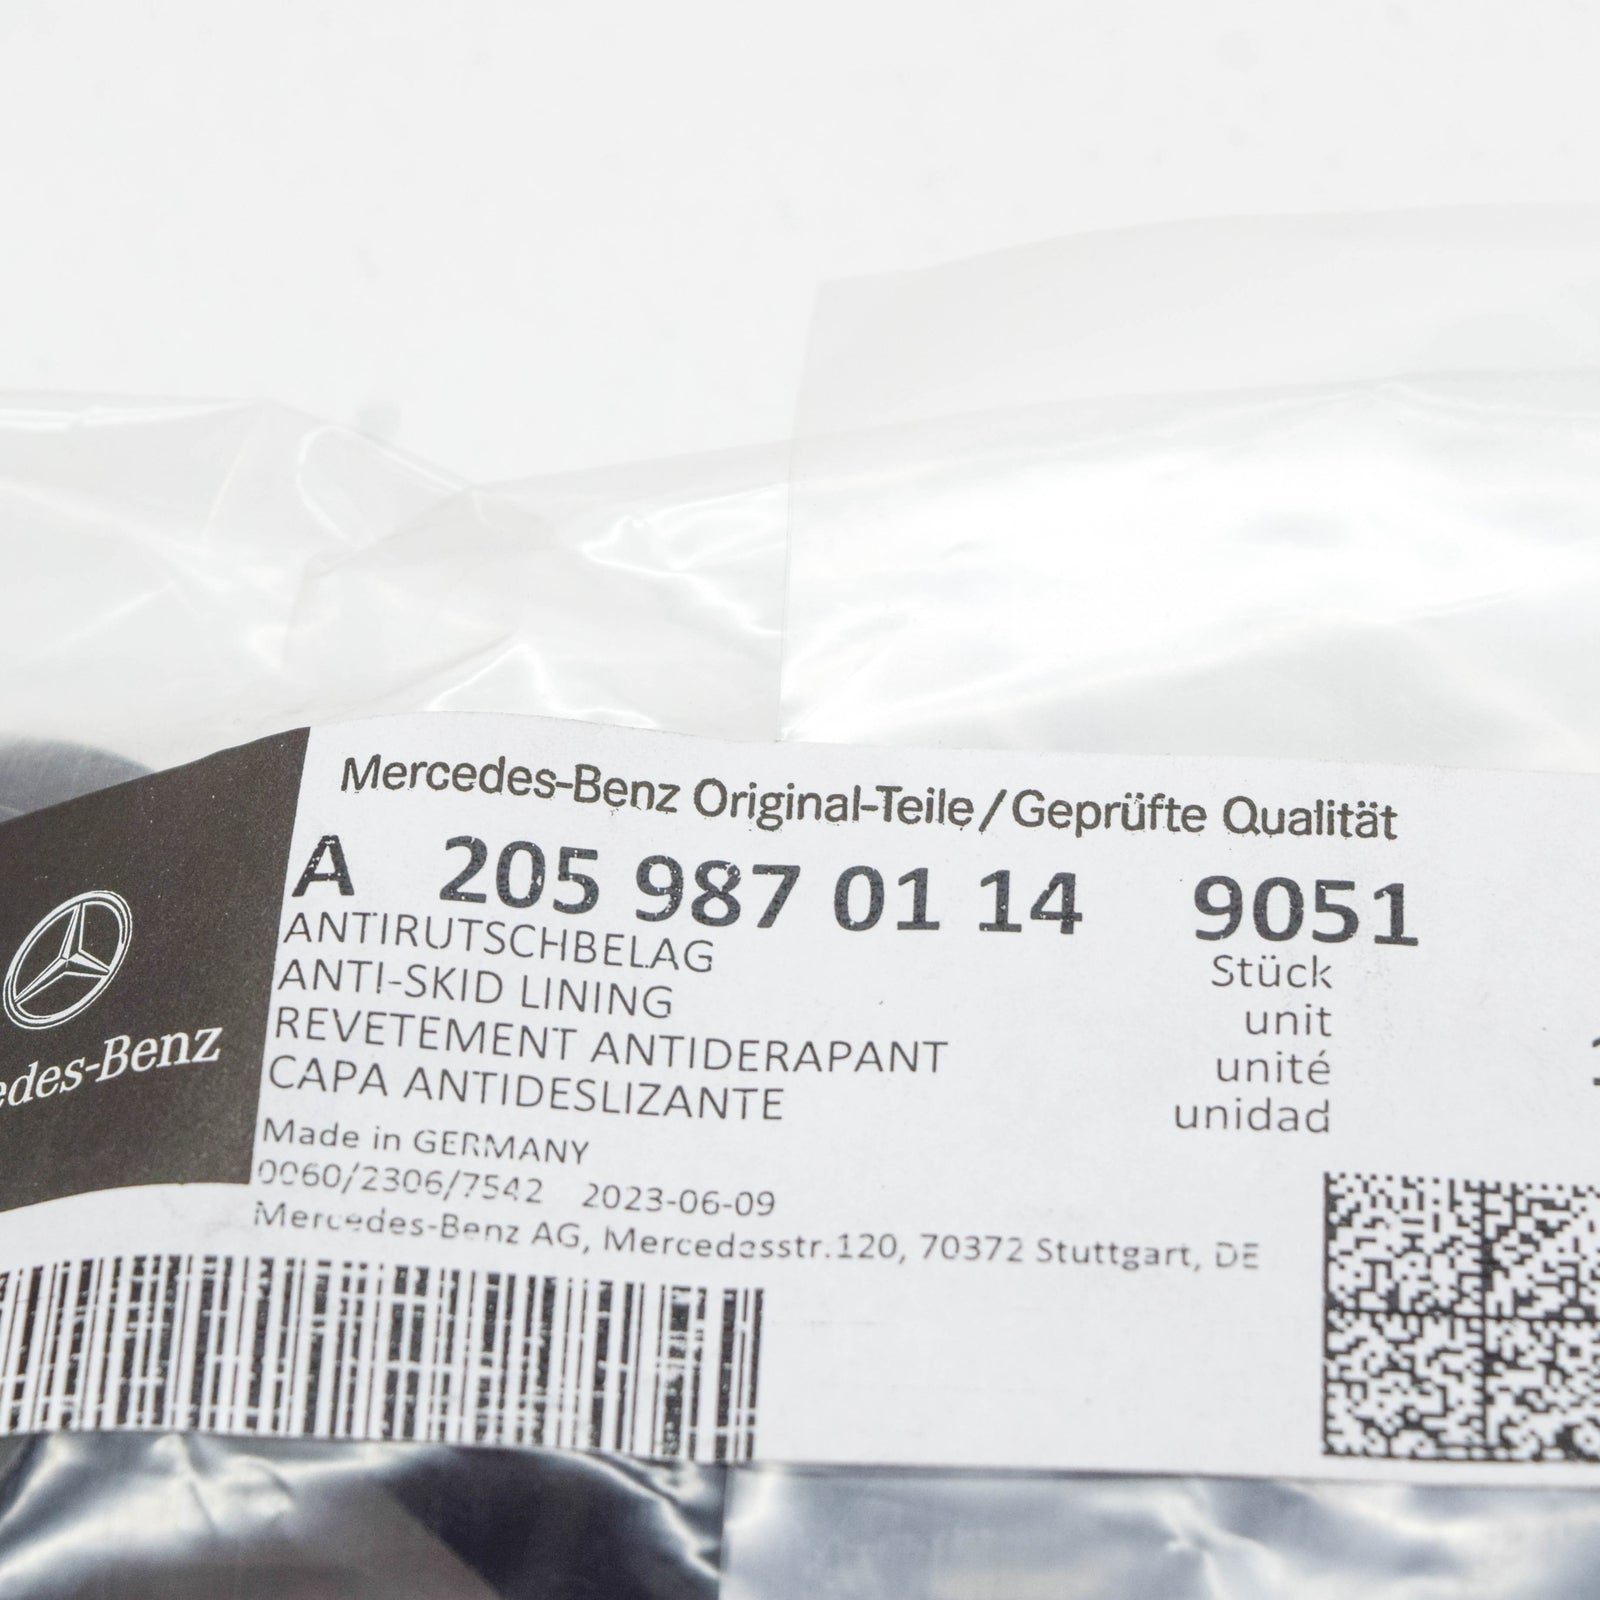 Mercedes-Benz Original-Teile/Geprüfte Qualität
A 205 987 01 14 9051
ANTIRUTSCHBELAG
ANTI-SKID LINING
REVETEMENT ANTIDERAPANT
CAPA ANTIDESLIZANTE
Stück
unit
unité
unidad
Made in GERMANY
0060/2306/7542 2023-06-09
Mercedes-Benz AG, Mercedesstr.120, 70372 Stuttgart, DE
edes-Benz